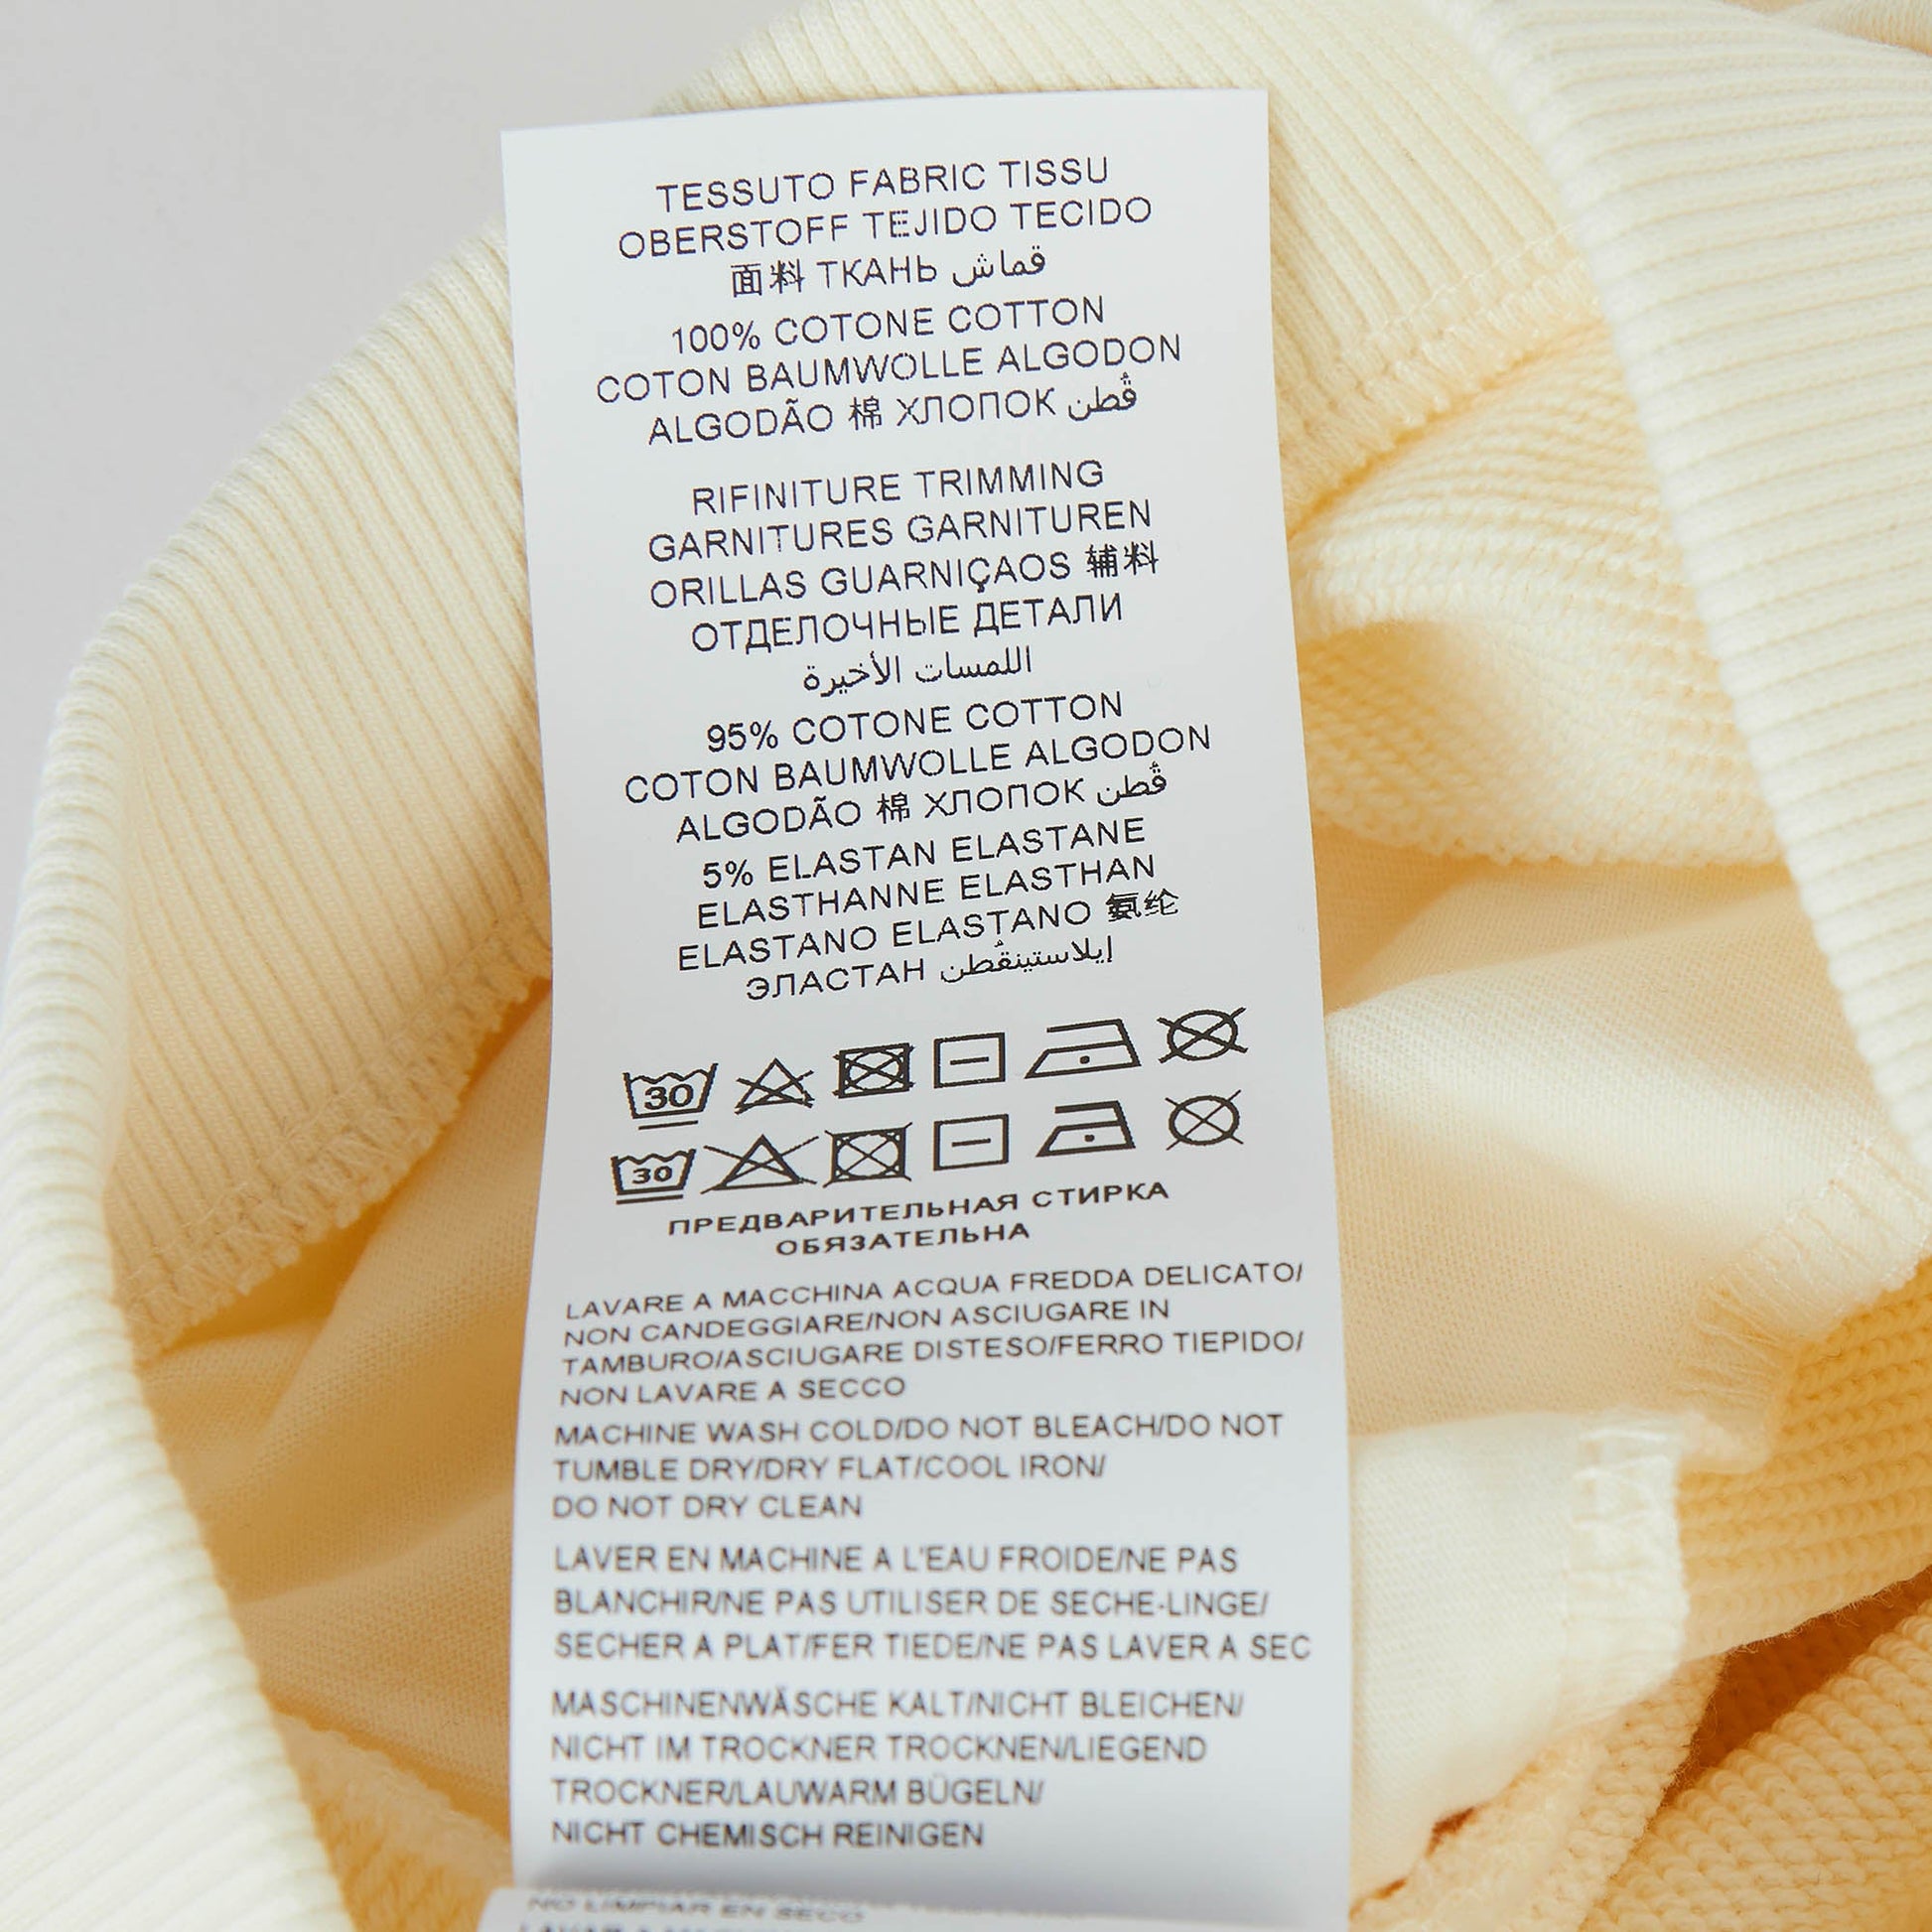 TESSUTO FABRIC TISSU
OBERSTOFF TEJIDO TECIDO
面料 ТКАНЬ قماش
100% COTONE COTTON
COTON BAUMWOLLE ALGODON
ALGODÃO 棉 ХЛОПОК قُطن
RIFINITURE TRIMMING
GARNITURES GARNITUREN
ORILLAS GUARNIÇAOS 辅料
ОТДЕЛОЧНЫЕ ДЕТАЛИ
اللمسات الأخيرة
95% COTONE COTTON
COTON BAUMWOLLE ALGODON
ALGODÃO 棉 ХЛОПОК قُطن
5% ELASTAN ELASTANE
ELASTHANNE ELASTHAN
ELASTANO ELASTANO 氨纶
ЭЛАСТАН إيلاستينقُطن
30
30
ПРЕДВАРИТЕЛЬНАЯ СТИРКА
ОБЯЗАТЕЛЬНА
LAVARE A MACCHINA ACQUA FREDDA DELICATO/
NON CANDEGGIARE/NON ASCIUGARE IN
TAMBURO/ASCIUGARE DISTESO/FERRO TIEPIDO/
NON LAVARE A SECCO
MACHINE WASH COLD/DO NOT BLEACH/DO NOT
TUMBLE DRY/DRY FLAT/COOL IRON/
DO NOT DRY CLEAN
LAVER EN MACHINE A L'EAU FROIDE/NE PAS
BLANCHIR/NE PAS UTILISER DE SECHE-LINGE/
SECHER A PLAT/FER TIEDE/NE PAS LAVER A SEC
MASCHINENWÄSCHE KALT/NICHT BLEICHEN/
NICHT IM TROCKNER TROCKNEN/LIEGEND
TROCKNER/LAUWARM BÜGELN/
NICHT CHEMISCH REINIGEN
NO LIMPIAR EN SECO